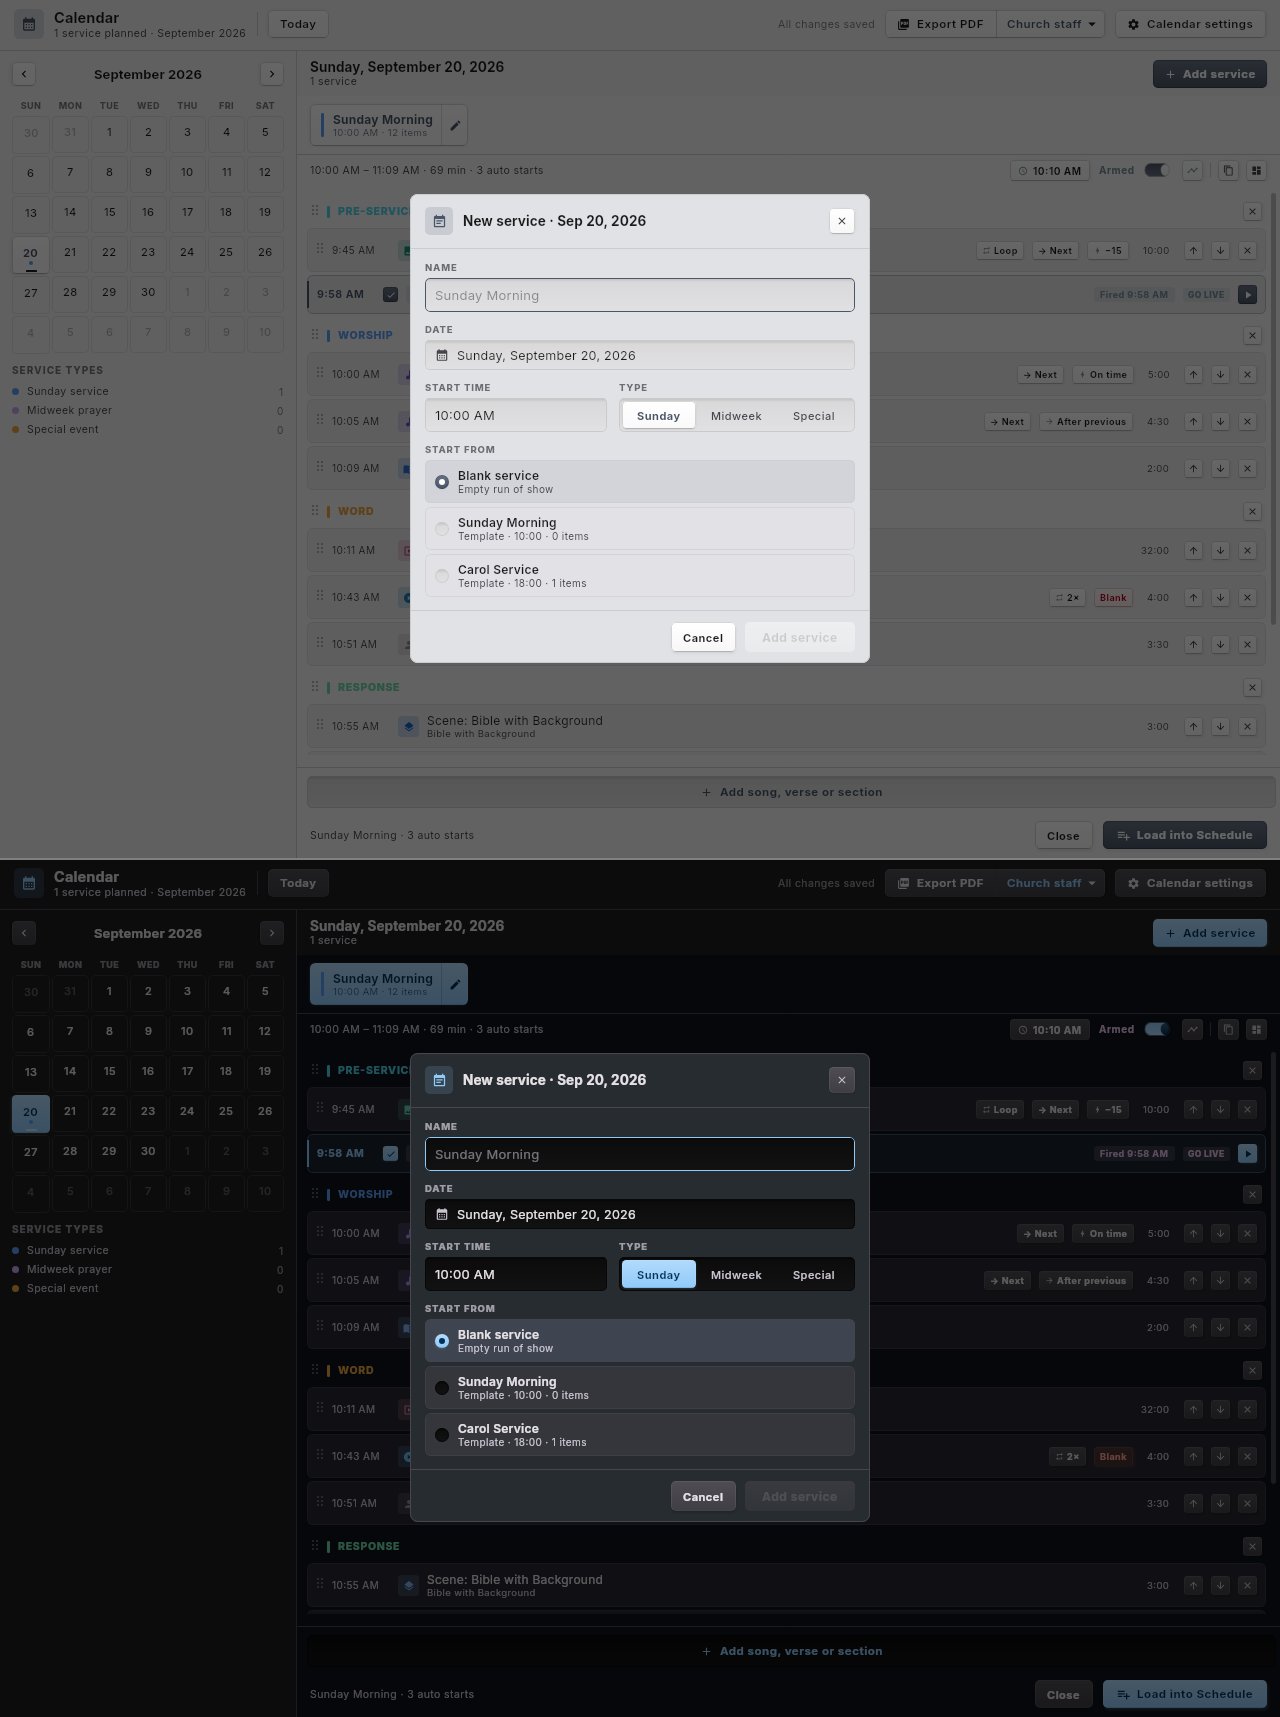 Calendar
1 service planned · September 2026
Today
All changes saved
Export PDF
Church staff
Calendar settings
September 2026
SUN MON TUE WED THU FRI SAT
30 31 1 2 3 4 5
6 7 8 9 10 11 12
13 14 15 16 17 18 19
20 21 22 23 24 25 26
27 28 29 30 1 2 3
4 5 6 7 8 9 10
SERVICE TYPES
Sunday service 1
Midweek prayer 0
Special event 0
Sunday, September 20, 2026
1 service
+ Add service
Sunday Morning
10:00 AM · 12 items
10:00 AM – 11:09 AM · 69 min · 3 auto starts
10:10 AM
Armed
PRE-SERVIC
9:45 AM
Loop
Next
−15
10:00
9:58 AM
Fired 9:58 AM
GO LIVE
WORSHIP
10:00 AM
Next
On time
5:00
10:05 AM
Next
After previous
4:30
10:09 AM
2:00
WORD
10:11 AM
32:00
10:43 AM
2×
Blank
4:00
10:51 AM
3:30
RESPONSE
10:55 AM
Scene: Bible with Background
Bible with Background
3:00
+ Add song, verse or section
Sunday Morning · 3 auto starts
Close
Load into Schedule
New service · Sep 20, 2026
NAME
Sunday Morning
DATE
Sunday, September 20, 2026
START TIME
10:00 AM
TYPE
Sunday Midweek Special
START FROM
Blank service
Empty run of show
Sunday Morning
Template · 10:00 · 0 items
Carol Service
Template · 18:00 · 1 items
Cancel
Add service
Calendar
1 service planned · September 2026
Today
All changes saved
Export PDF
Church staff
Calendar settings
September 2026
SUN MON TUE WED THU FRI SAT
30 31 1 2 3 4 5
6 7 8 9 10 11 12
13 14 15 16 17 18 19
20 21 22 23 24 25 26
27 28 29 30 1 2 3
4 5 6 7 8 9 10
SERVICE TYPES
Sunday service 1
Midweek prayer 0
Special event 0
Sunday, September 20, 2026
1 service
+ Add service
Sunday Morning
10:00 AM · 12 items
10:00 AM – 11:09 AM · 69 min · 3 auto starts
10:10 AM
Armed
PRE-SERVIC
9:45 AM
Loop
Next
−15
10:00
9:58 AM
Fired 9:58 AM
GO LIVE
WORSHIP
10:00 AM
Next
On time
5:00
10:05 AM
Next
After previous
4:30
10:09 AM
2:00
WORD
10:11 AM
32:00
10:43 AM
2×
Blank
4:00
10:51 AM
3:30
RESPONSE
10:55 AM
Scene: Bible with Background
Bible with Background
3:00
+ Add song, verse or section
Sunday Morning · 3 auto starts
Close
Load into Schedule
New service · Sep 20, 2026
NAME
Sunday Morning
DATE
Sunday, September 20, 2026
START TIME
10:00 AM
TYPE
Sunday Midweek Special
START FROM
Blank service
Empty run of show
Sunday Morning
Template · 10:00 · 0 items
Carol Service
Template · 18:00 · 1 items
Cancel
Add service